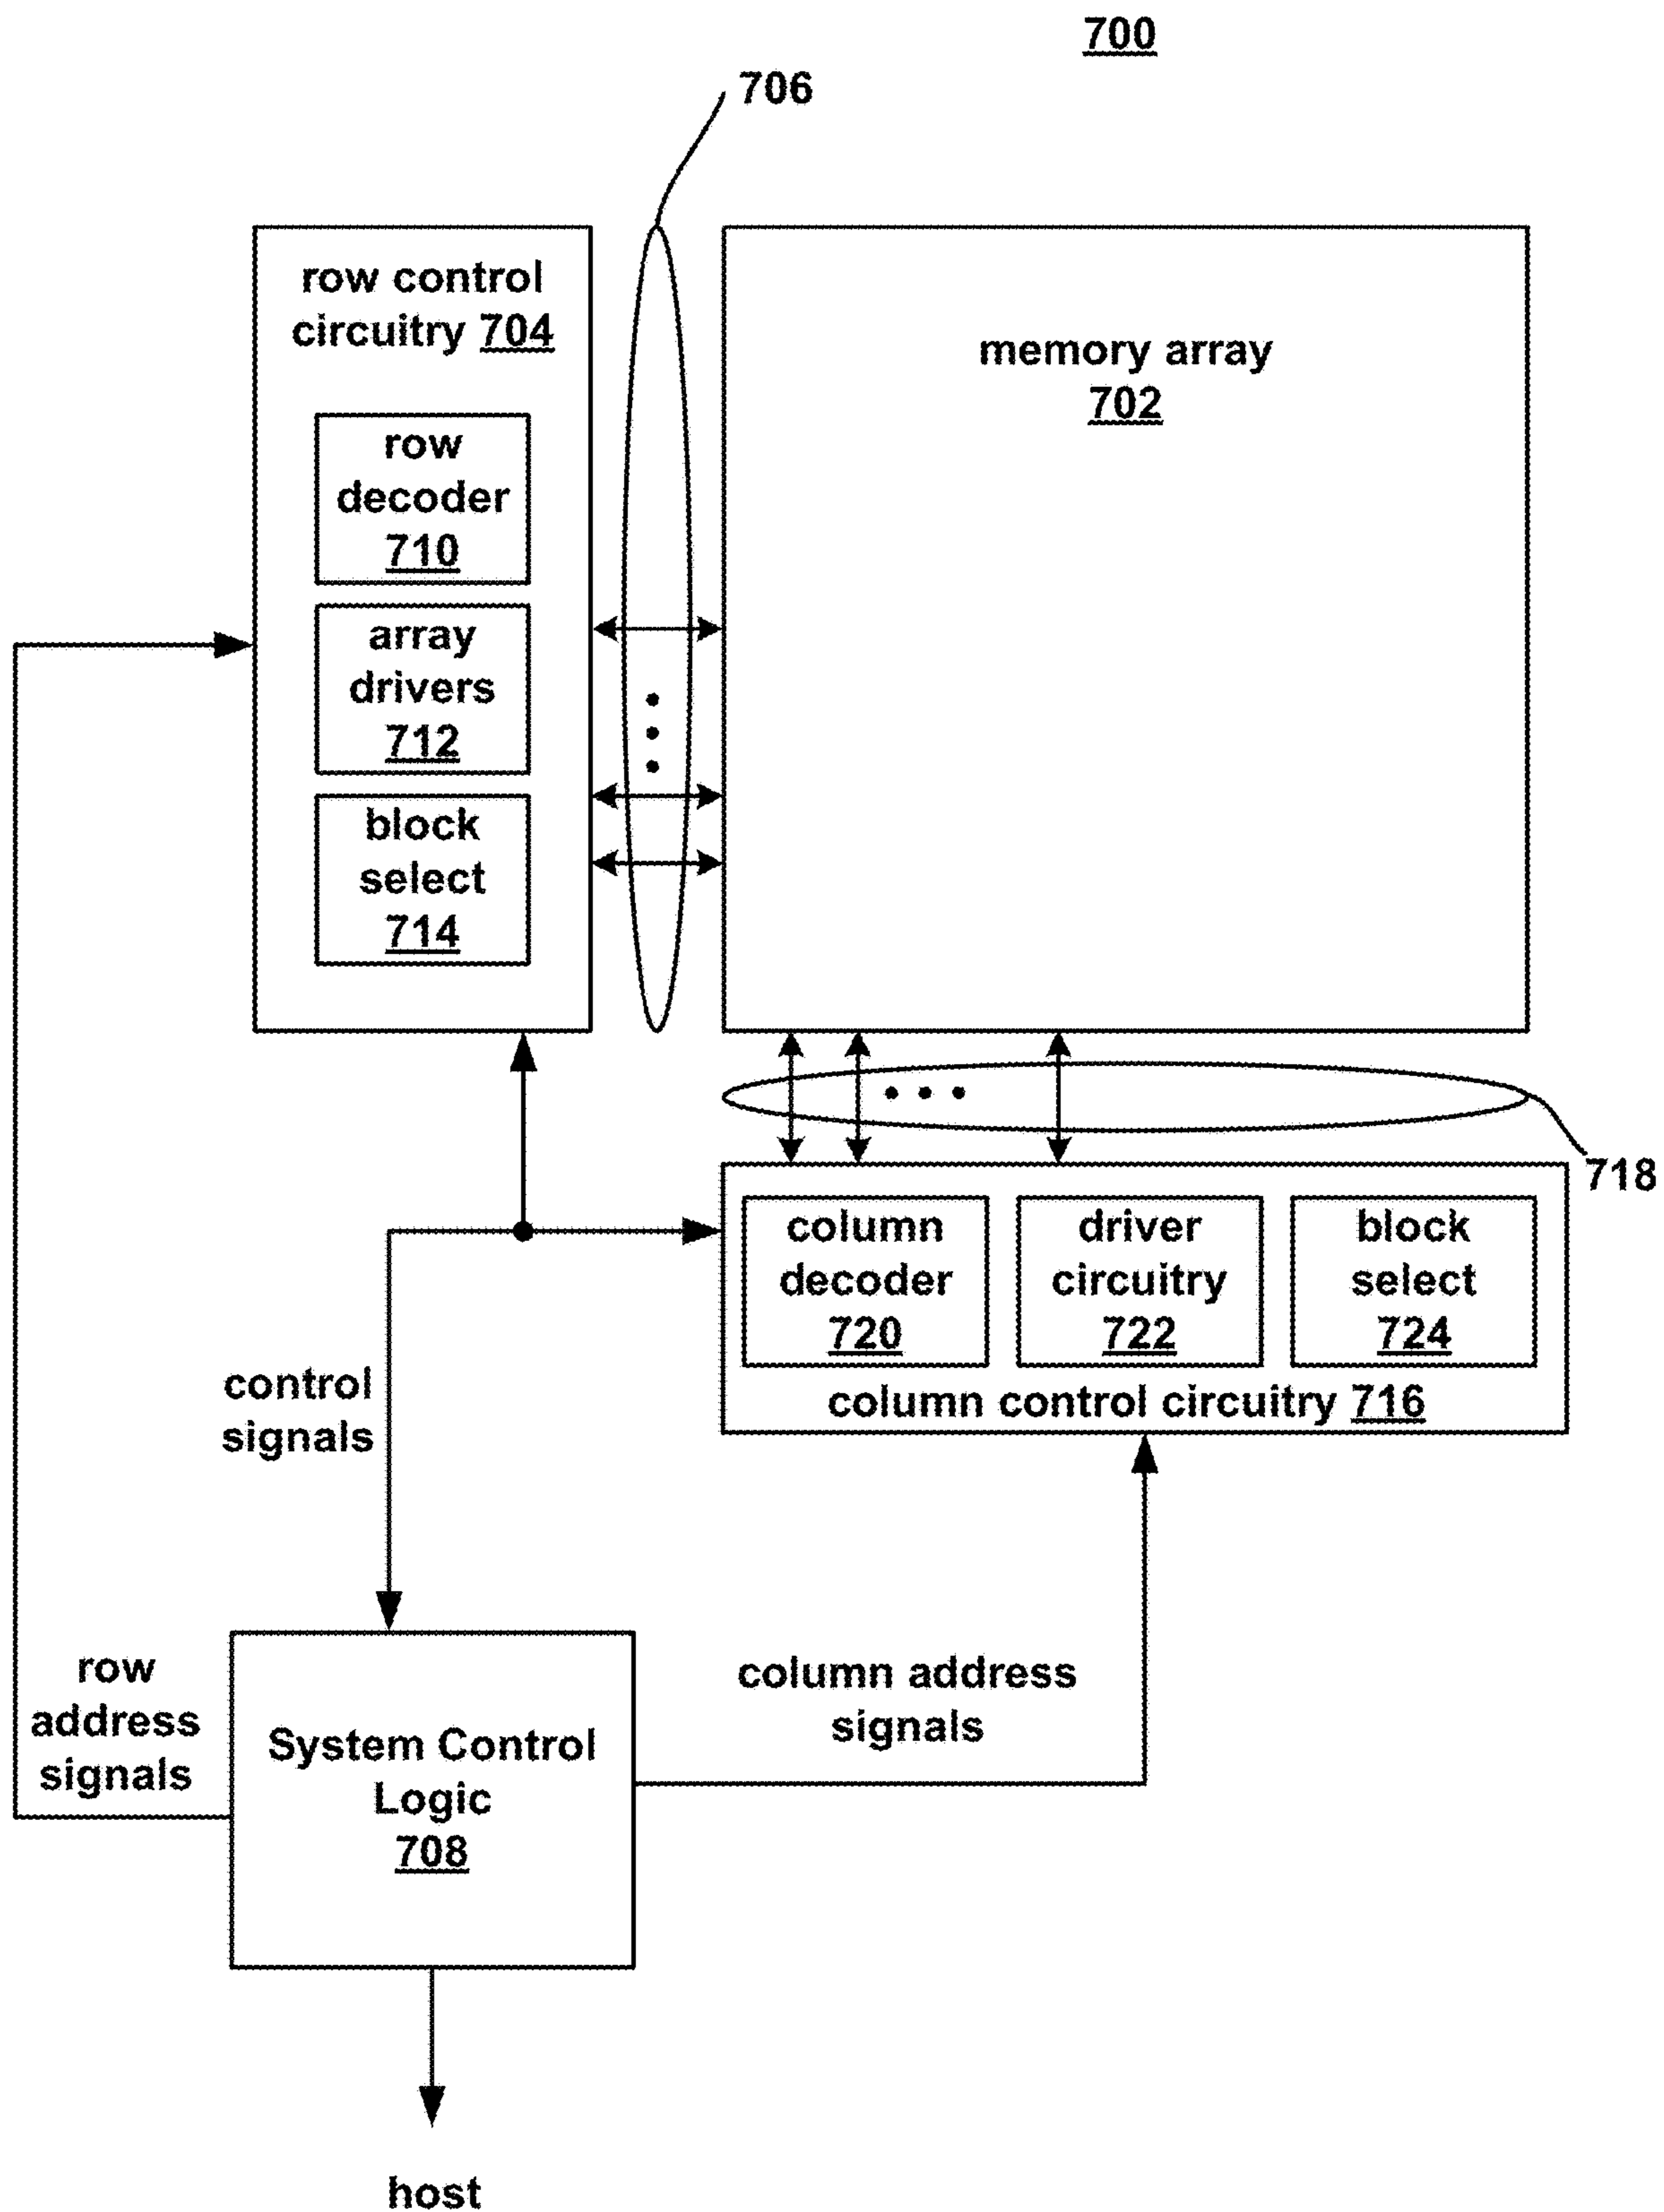 700
706
row control
circuitry 704
memory array
702
row
decoder
710
array
drivers
712
block
select
714
718
column
decoder
720
driver
circuitry
722
block
select
724
column control circuitry 716
control
signals
row
address
signals
column address
signals
System Control
Logic
708
host